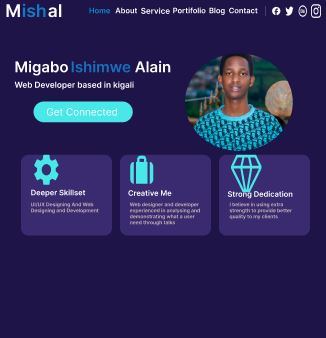 Mishal
Home About Service Portifolio Blog Contact
Migabo Ishimwe Alain
Web Developer based in kigali
Get Connected
Deeper Skillset
UI/UX Designing And Web
Designing and Development
Creative Me
Web designer and developer
experienced in analysing and
demonstrating what a user
need through talks
Strong Dedication
I believe in using extra
strength to provide better
quality to my clients